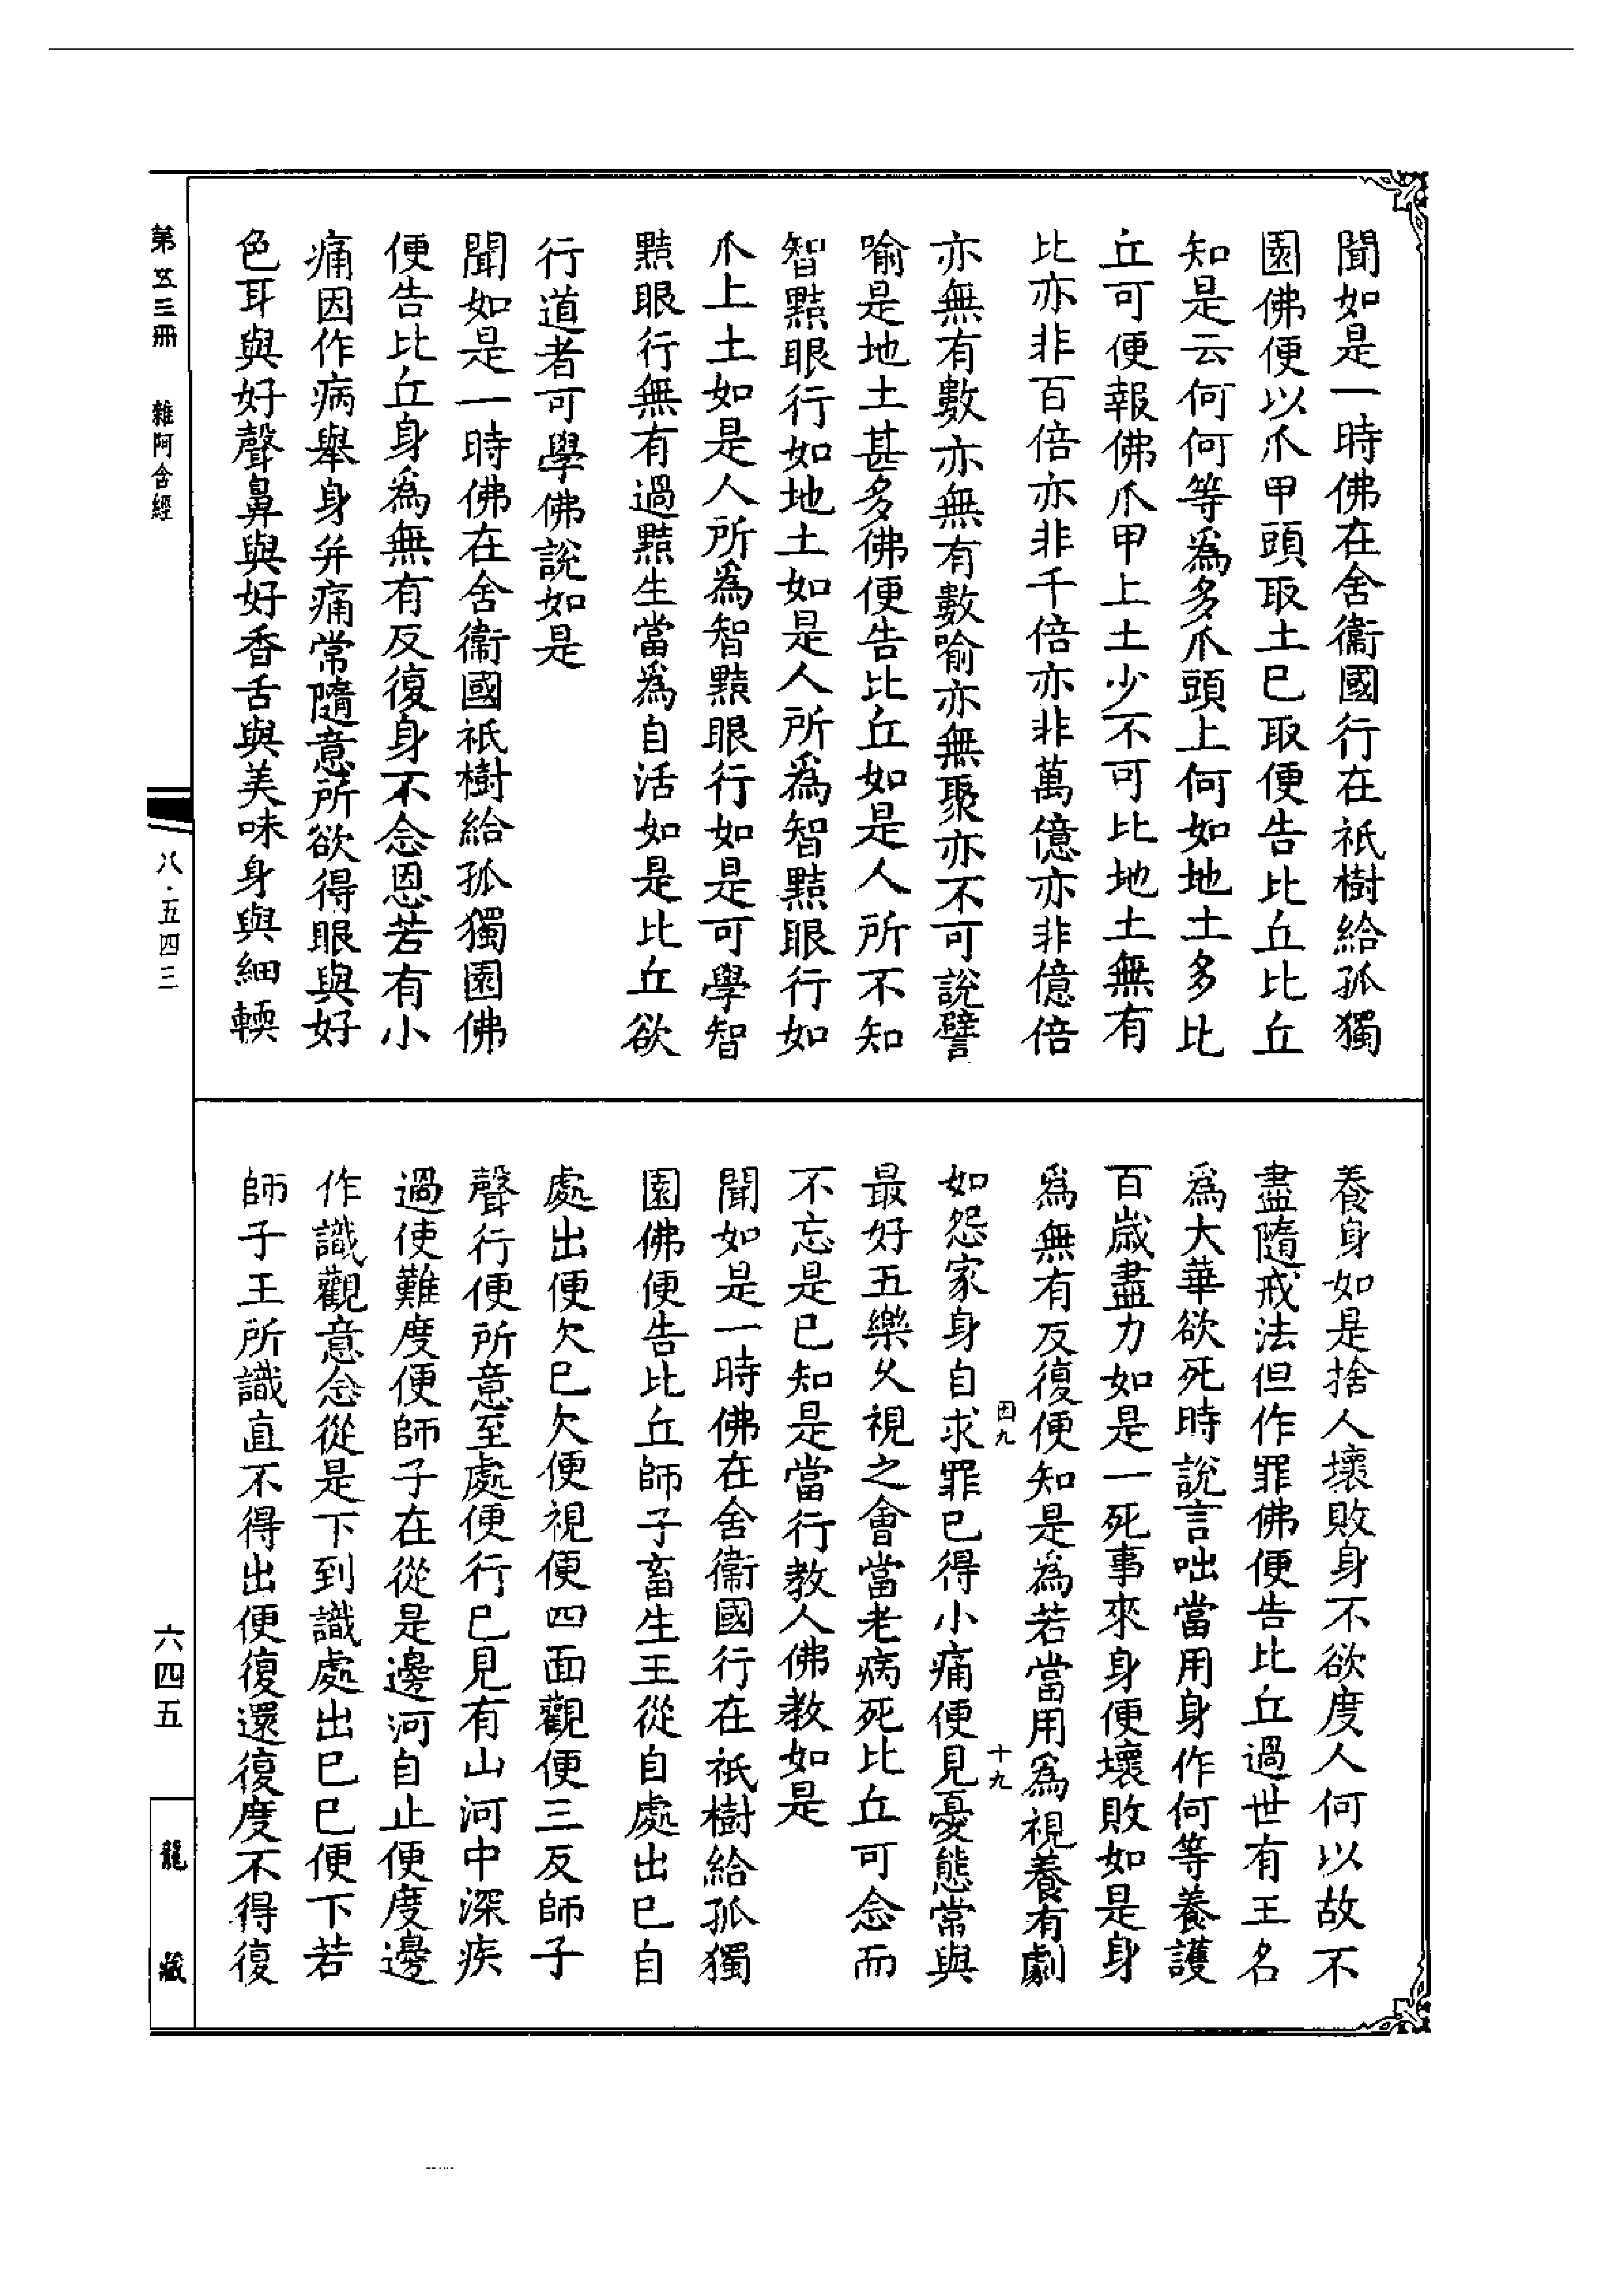 聞如是一時佛在舍衞國行在祇樹給孤獨
園佛便以爪甲頭取土已取便告比丘比丘
知是云何何等爲多爪頭上何如地土多比
丘可便報佛爪甲上土少不可比地土無有
比亦非百倍亦非千倍亦非萬億亦非億倍
亦無有數亦無有數喻亦無聚亦不可說譬
喻是地土甚多佛便告比丘如是人所不知
智黠眼行如地土如是人所爲智黠眼行如
爪上土如是人所爲智黠眼行如是可學智
黠眼行無有過黠生當爲自活如是比丘欲
行道者可學佛說如是
聞如是一時佛在舍衞國祇樹給孤獨園佛
便告比丘身爲無有反復身不念恩若有小
痛因作病舉身并痛常隨意所欲得眼與好
色耳與好聲鼻與好香舌與美味身與細輭
養身如是捨人壞敗身不欲度人何以故不
盡隨戒法但作罪佛便告比丘過世有王名
爲大華欲死時說言咄當用身作何等養護
百歲盡力如是一死事來身便壞敗如是身
爲無有反復便知是爲若當用爲視養有劇
因九
十九
如怨家身自求罪已得小痛便見憂態常與
最好五樂久視之會當老病死比丘可念而
不忘是已知是當行教人佛教如是
聞如是一時佛在舍衞國行在祇樹給孤獨
園佛便告比丘師子畜生王從自處出已自
處出便欠已欠便視便四面觀便三反師子
聲行便所意至處便行已見有山河中深疾
過使難度便師子在從是邊河自止便度邊
作識觀意念從是下到識處出已已便下若
師子王所識直不得出便復還復度不得復
第五三冊
雜阿含經
八·五四三
六四五
龍藏